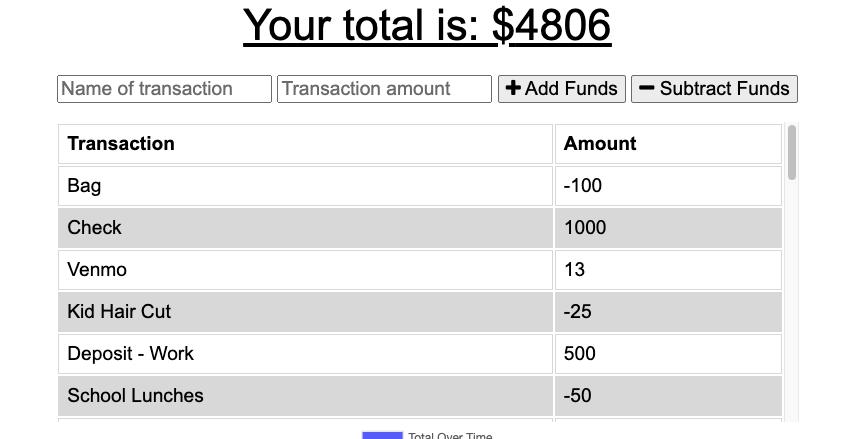 Your total is: $4806
Name of transaction Transaction amount Add Funds Subtract Funds
Transaction Amount
Bag -100
Check 1000
Venmo 13
Kid Hair Cut -25
Deposit - Work 500
School Lunches -50
Total Over Time